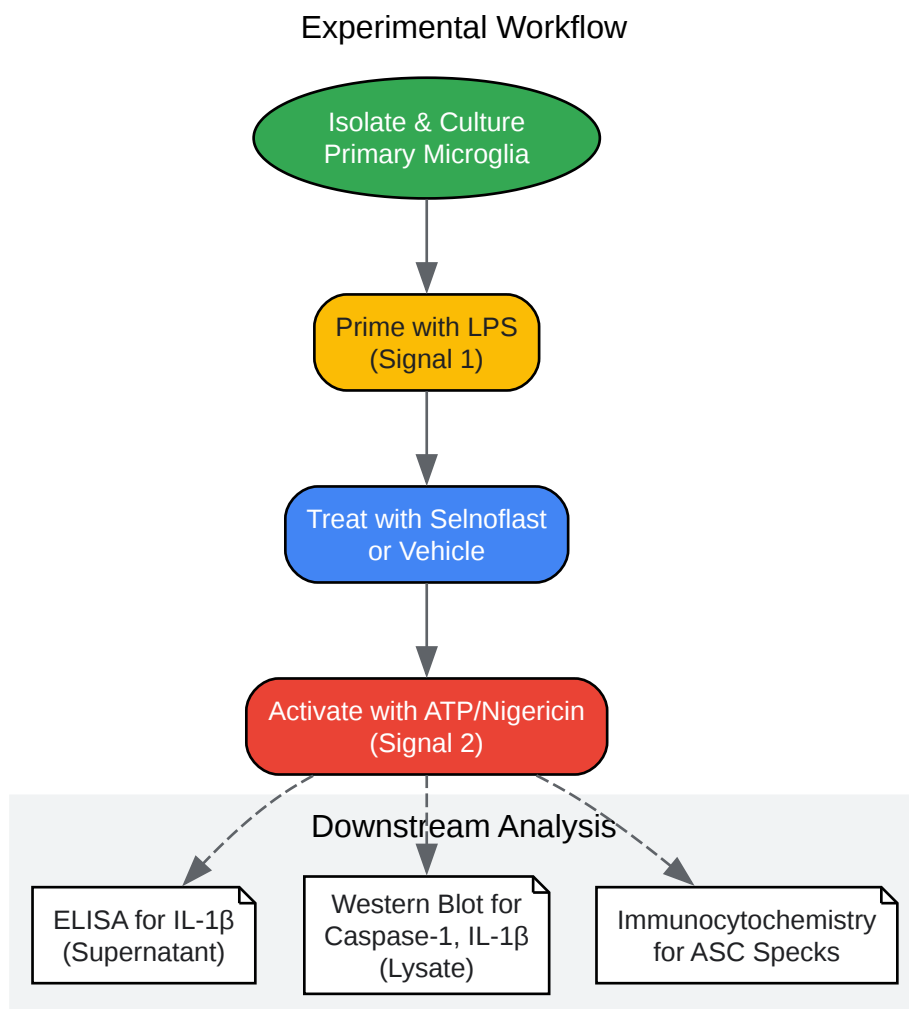 Experimental Workflow
Isolate & Culture
Primary Microglia
Prime with LPS
(Signal 1)
Treat with Selnoflast
or Vehicle
Activate with ATP/Nigericin
(Signal 2)
Downstream Analysis
ELISA for IL-1β
(Supernatant)
Western Blot for
Caspase-1, IL-1β
(Lysate)
Immunocytochemistry
for ASC Specks